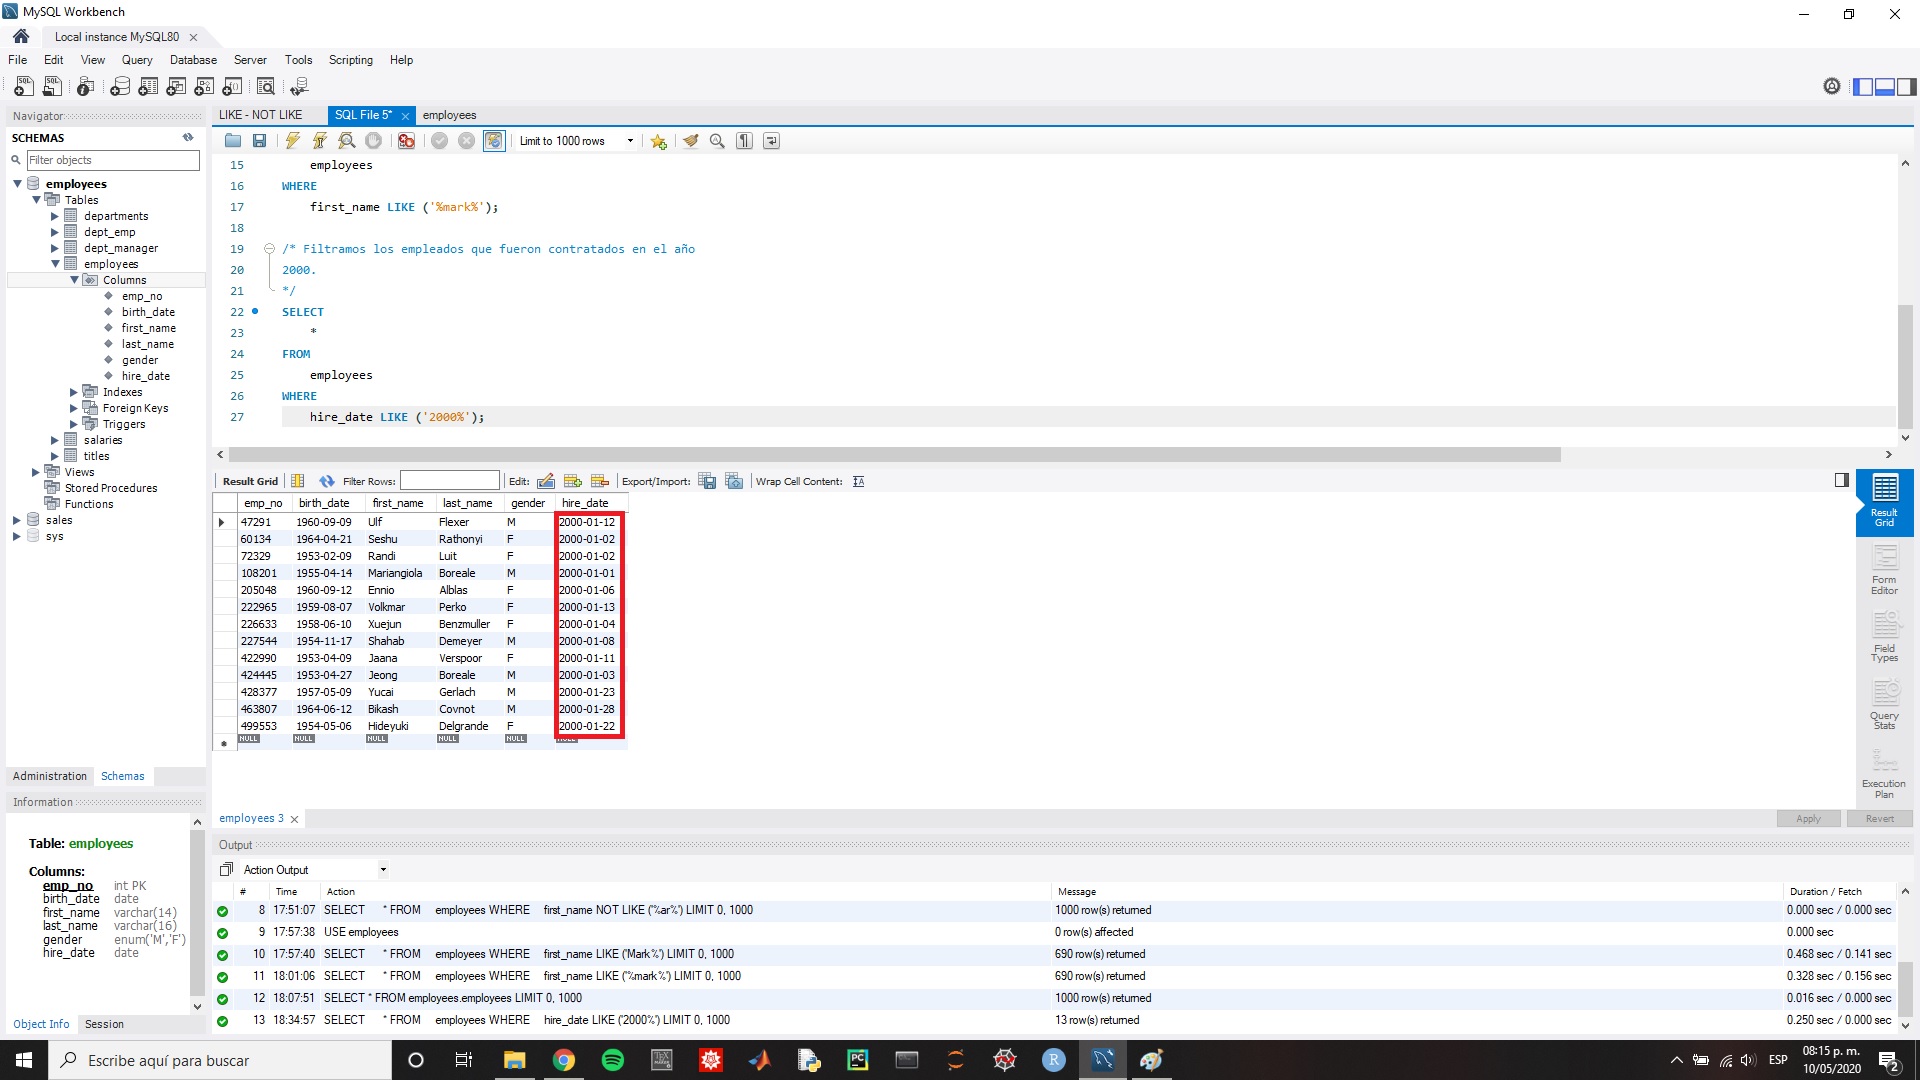 MySQL Workbench
Local instance MySQL80
File Edit View Query Database Server Tools Scripting Help
Navigator
SCHEMAS
Filter objects
employees
Tables
departments
dept_emp
dept_manager
employees
Columns
emp_no
birth_date
first_name
last_name
gender
hire_date
Indexes
Foreign Keys
Triggers
salaries
titles
Views
Stored Procedures
Functions
sales
sys
Administration Schemas
Information
Table: employees
Columns:
emp_no int PK
birth_date date
first_name varchar(14)
last_name varchar(16)
gender enum('M','F')
hire_date date
Object Info Session
LIKE - NOT LIKE SQL File 5* employees
Limit to 1000 rows
15 employees
16 WHERE
17 first_name LIKE ('%mark%');
18
19 /* Filtramos los empleados que fueron contratados en el año
20 2000.
21 */
22 SELECT
23 *
24 FROM
25 employees
26 WHERE
27 hire_date LIKE ('2000%');
Result Grid Filter Rows: Edit: Export/Import: Wrap Cell Content:
emp_no birth_date first_name last_name gender hire_date
47291 1960-09-09 Ulf Flexer M 2000-01-12
60134 1964-04-21 Seshu Rathonyi F 2000-01-02
72329 1953-02-09 Randi Luit F 2000-01-02
108201 1955-04-14 Mariangiola Boreale M 2000-01-01
205048 1960-09-12 Ennio Alblas F 2000-01-06
222965 1959-08-07 Volkmar Perko F 2000-01-13
226633 1958-06-10 Xuejun Benzmuller F 2000-01-04
227544 1954-11-17 Shahab Demeyer M 2000-01-08
422990 1953-04-09 Jaana Verspoor F 2000-01-11
424445 1953-04-27 Jeong Boreale M 2000-01-03
428377 1957-05-09 Yucai Gerlach M 2000-01-23
463807 1964-06-12 Bikash Covnot M 2000-01-28
499553 1954-05-06 Hideyuki Delgrande F 2000-01-22
NULL NULL NULL NULL NULL NULL
Result Grid
Form Editor
Field Types
Query Stats
Execution Plan
employees 3
Apply Revert
Output
Action Output
# Time Action Message Duration / Fetch
8 17:51:07 SELECT * FROM employees WHERE first_name NOT LIKE ('%ar%') LIMIT 0, 1000 1000 row(s) returned 0.000 sec / 0.000 sec
9 17:57:38 USE employees 0 row(s) affected 0.000 sec
10 17:57:40 SELECT * FROM employees WHERE first_name LIKE ('Mark%') LIMIT 0, 1000 690 row(s) returned 0.468 sec / 0.141 sec
11 18:01:06 SELECT * FROM employees WHERE first_name LIKE ('%mark%') LIMIT 0, 1000 690 row(s) returned 0.328 sec / 0.156 sec
12 18:07:51 SELECT * FROM employees.employees LIMIT 0, 1000 1000 row(s) returned 0.016 sec / 0.000 sec
13 18:34:57 SELECT * FROM employees WHERE hire_date LIKE ('2000%') LIMIT 0, 1000 13 row(s) returned 0.250 sec / 0.000 sec
Escribe aquí para buscar
ESP
08:15 p. m.
10/05/2020
2